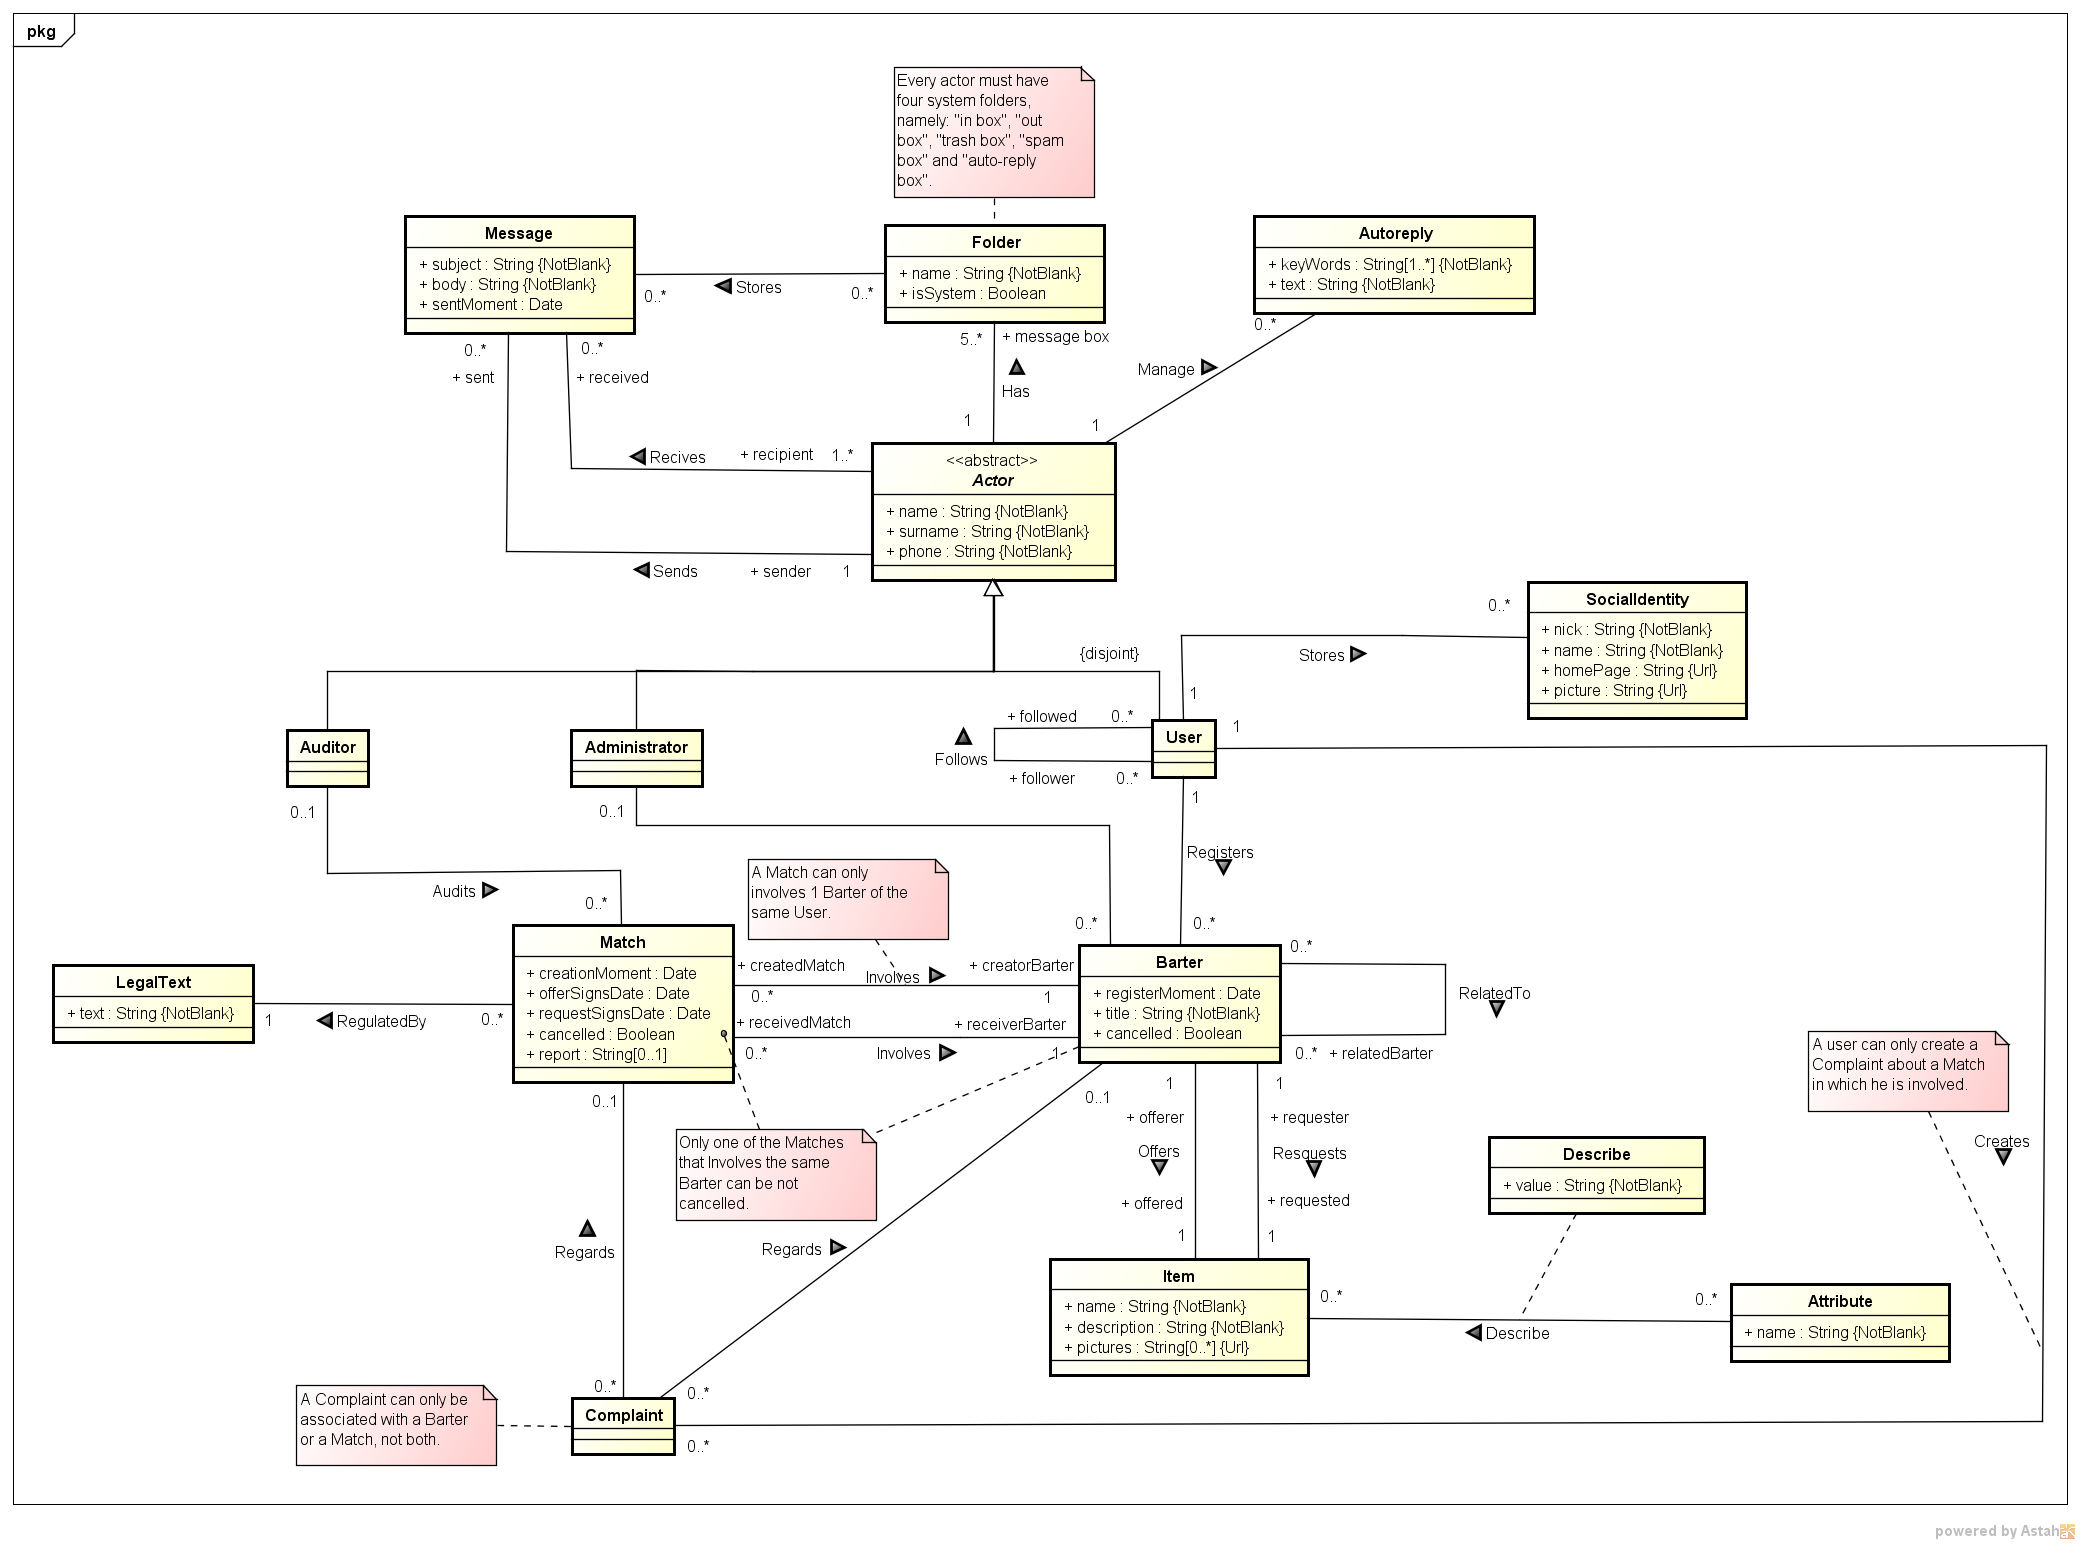 pkg
Every actor must have
four system folders,
namely: "in box", "out
box", "trash box", "spam
box" and "auto-reply
box".
Message
+ subject : String {NotBlank}
+ body : String {NotBlank}
+ sentMoment : Date
Stores
0..*
0..*
Folder
+ name : String {NotBlank}
+ isSystem : Boolean
Autoreply
+ keyWords : String[1..*] {NotBlank}
+ text : String {NotBlank}
0..*
+ sent
0..*
+ received
5..*
+ message box
Has
1
0..*
Manage
1
Recives
+ recipient
1..*
Sends
+ sender
1
<<abstract>>
Actor
+ name : String {NotBlank}
+ surname : String {NotBlank}
+ phone : String {NotBlank}
{disjoint}
0..*
Stores
1
SocialIdentity
+ nick : String {NotBlank}
+ name : String {NotBlank}
+ homePage : String {Url}
+ picture : String {Url}
Auditor
Administrator
+ followed
0..*
Follows
+ follower
0..*
User
1
0..1
0..1
1
Registers
Audits
0..*
A Match can only
involves 1 Barter of the
same User.
0..*
0..*
LegalText
+ text : String {NotBlank}
1
RegulatedBy
0..*
Match
+ creationMoment : Date
+ offerSignsDate : Date
+ requestSignsDate : Date
+ cancelled : Boolean
+ report : String[0..1]
+ createdMatch
Involves
+ creatorBarter
0..*
1
+ receivedMatch
+ receiverBarter
0..*
Involves
1
Barter
+ registerMoment : Date
+ title : String {NotBlank}
+ cancelled : Boolean
0..*
RelatedTo
0..*
+ relatedBarter
A user can only create a
Complaint about a Match
in which he is involved.
Creates
0..1
0..1
1
+ offerer
Offers
+ offered
1
1
+ requester
Resquests
+ requested
1
Only one of the Matches
that Involves the same
Barter can be not
cancelled.
Regards
Regards
Describe
+ value : String {NotBlank}
Item
+ name : String {NotBlank}
+ description : String {NotBlank}
+ pictures : String[0..*] {Url}
0..*
Describe
0..*
Attribute
+ name : String {NotBlank}
A Complaint can only be
associated with a Barter
or a Match, not both.
0..*
0..*
Complaint
0..*
powered by Astah